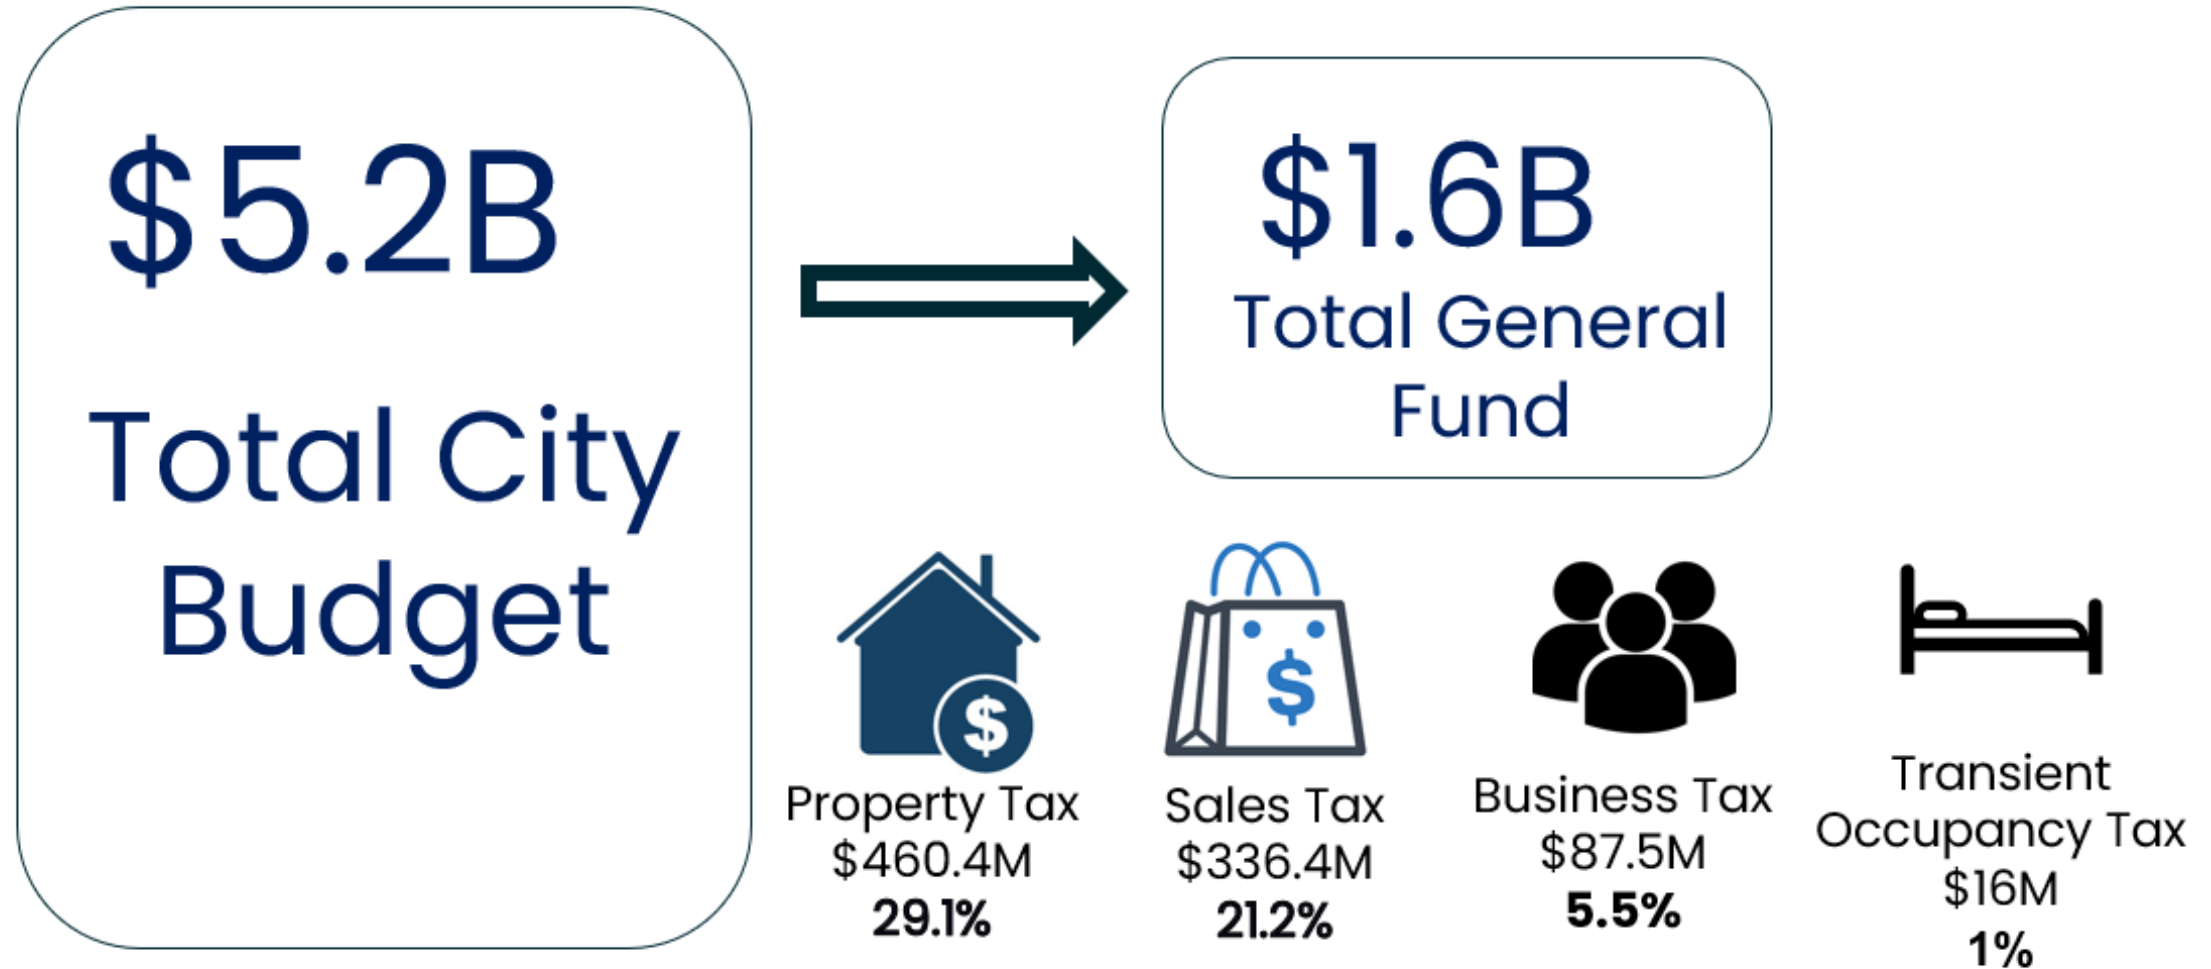 $5.2B
Total City
Budget
$1.6B
Total General
Fund
$
Property Tax
$460.4M
29.1%
$
Sales Tax
$336.4M
21.2%
Business Tax
$87.5M
5.5%
Transient
Occupancy Tax
$16M
1%